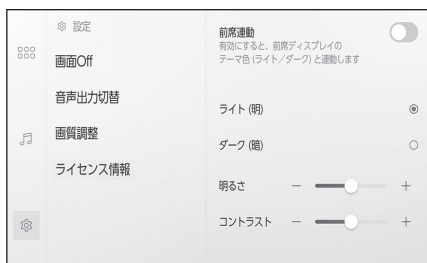 設定
画面Off
音声出力切替
画質調整
ライセンス情報
前席連動
有効にすると、前席ディスプレイの
テーマ色 (ライト／ダーク) と連動します
ライト (明)
ダーク (暗)
明るさ
コントラスト